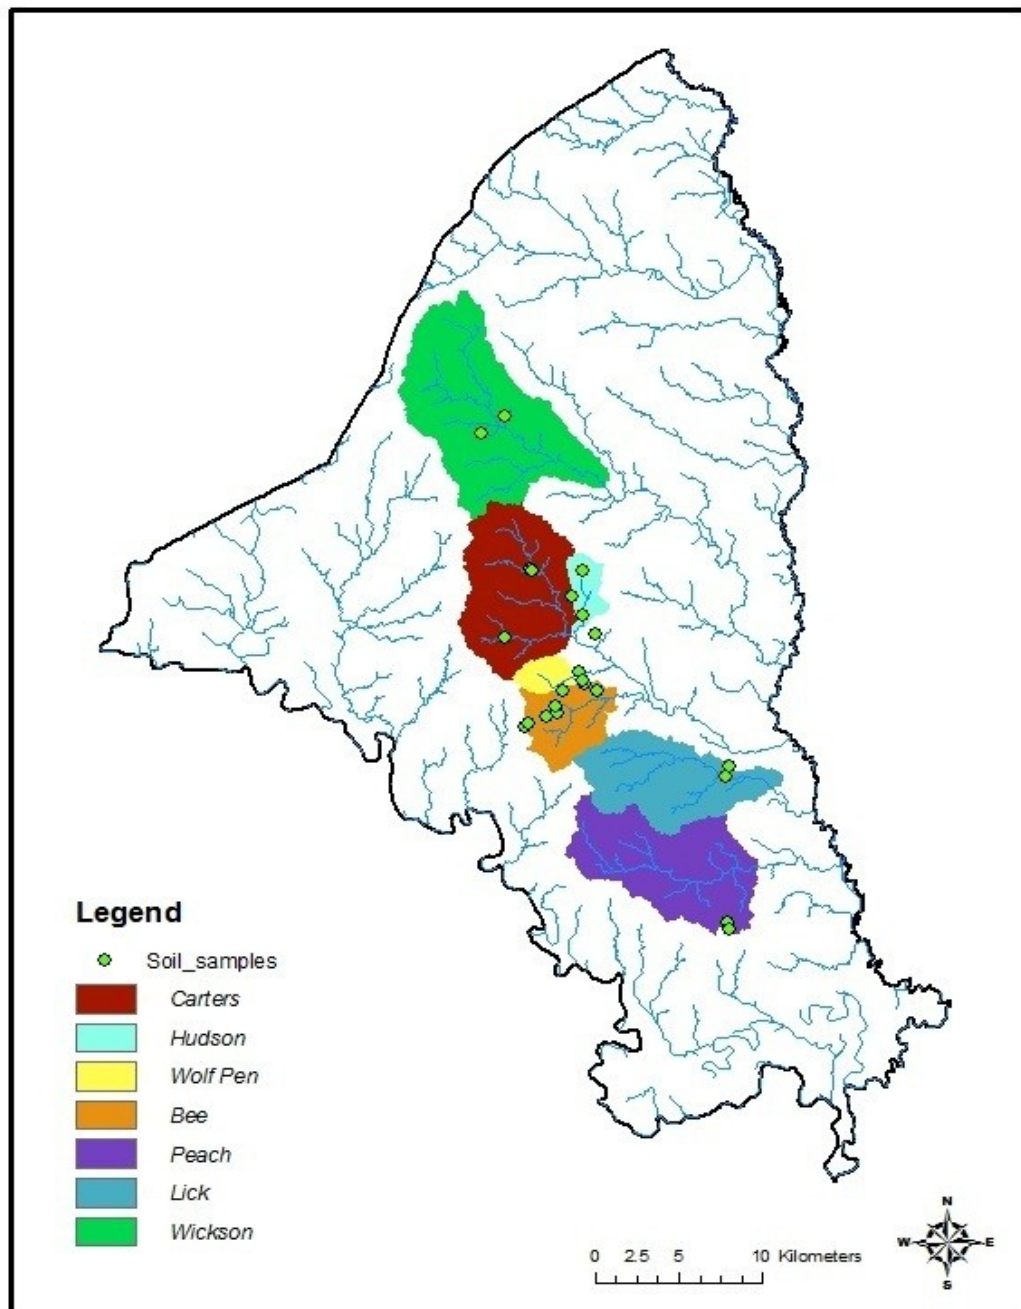 Legend
Soil_samples
Carters
Hudson
Wolf Pen
Bee
Peach
Lick
Wickson
0 2.5 5 10 Kilometers
N
W E
S